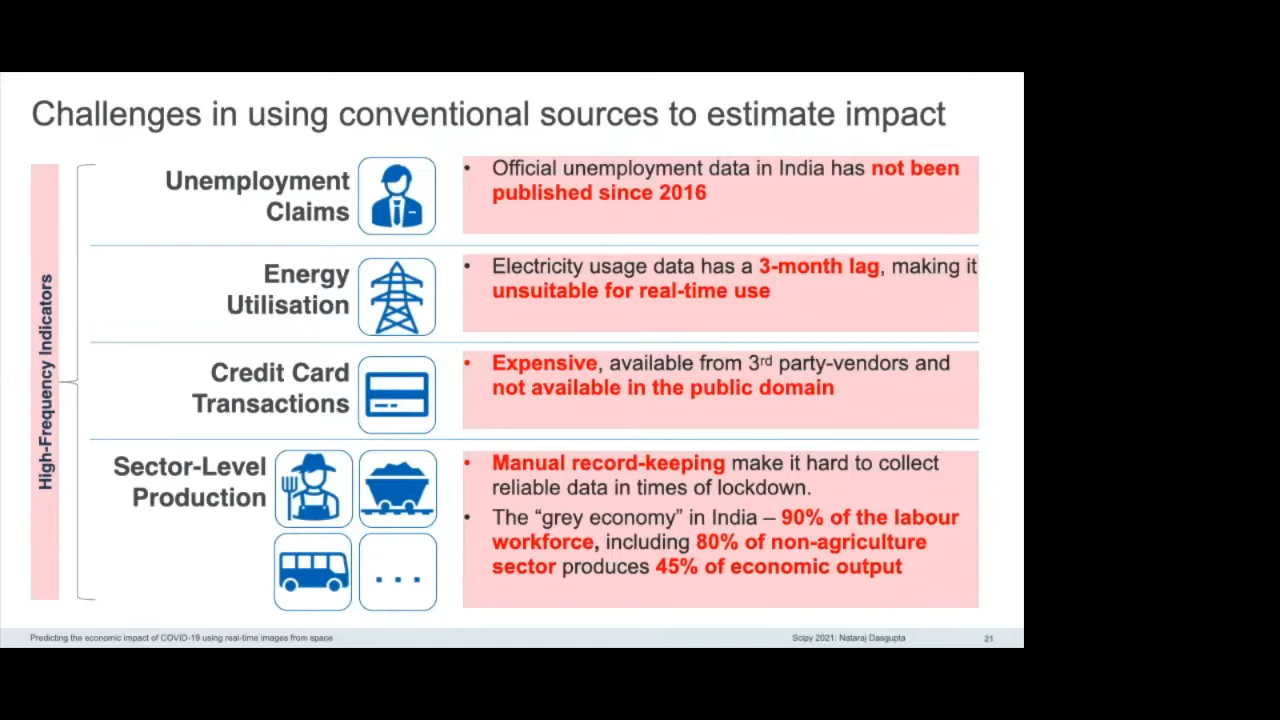 Challenges in using conventional sources to estimate impact
High-Frequency Indicators
Unemployment
Claims
• Official unemployment data in India has not been
published since 2016
Energy
Utilisation
• Electricity usage data has a 3-month lag, making it
unsuitable for real-time use
Credit Card
Transactions
• Expensive, available from 3rd party-vendors and
not available in the public domain
Sector-Level
Production
• Manual record-keeping make it hard to collect
reliable data in times of lockdown.
• The “grey economy” in India – 90% of the labour
workforce, including 80% of non-agriculture
sector produces 45% of economic output
...
Predicting the economic impact of COVID-19 using real-time images from space
Scipy 2021: Nataraj Dasgupta
21